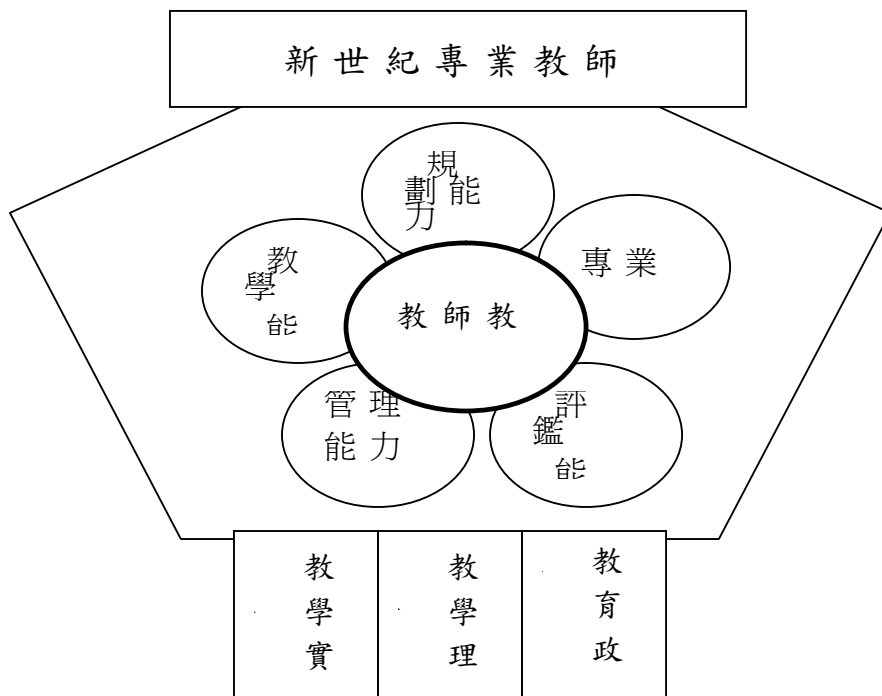 新世紀專業教師
規
劃能
力
教
學
能
專業
教師教
管理
能力
評
鑑
能
教學實
教學理
教育政